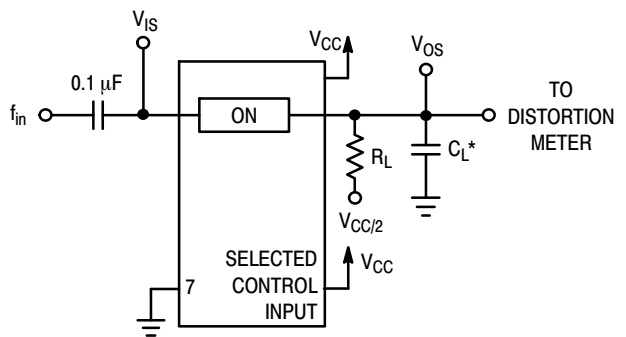 V_IS
V_CC
V_OS
0.1 μF
f_in
ON
TO
DISTORTION
METER
R_L
C_L*
V_CC/2
SELECTED
CONTROL
INPUT
V_CC
7